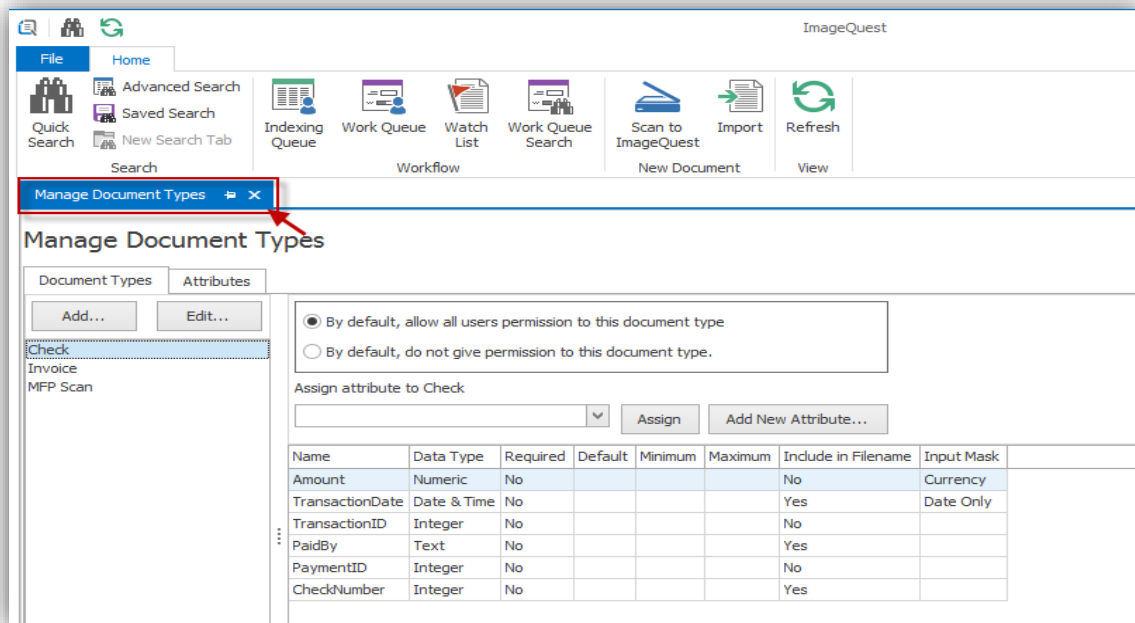 ImageQuest
File Home
Quick Search
Advanced Search
Saved Search
New Search Tab
Search
Indexing Queue
Work Queue
Watch List
Work Queue Search
Workflow
Scan to ImageQuest
Import
New Document
Refresh
View
Manage Document Types
Manage Document Types
Document Types Attributes
Add... Edit...
Check
Invoice
MFP Scan
By default, allow all users permission to this document type
By default, do not give permission to this document type.
Assign attribute to Check
Assign Add New Attribute...
Name Data Type Required Default Minimum Maximum Include in Filename Input Mask
Amount Numeric No No Currency
TransactionDate Date & Time No Yes Date Only
TransactionID Integer No No
PaidBy Text No Yes
PaymentID Integer No No
CheckNumber Integer No Yes